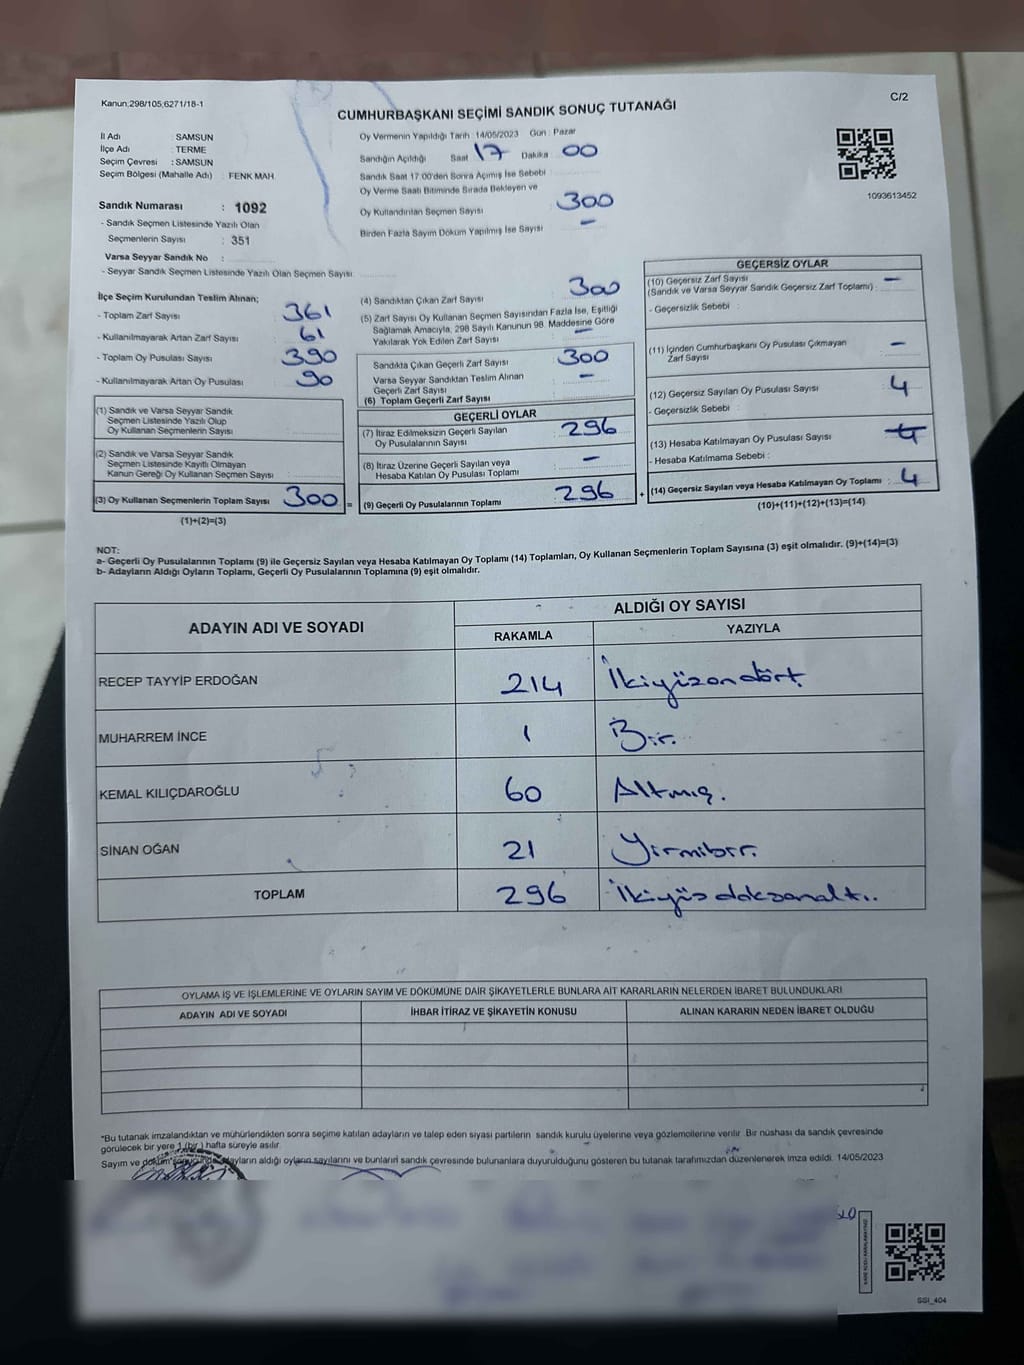 Kanun;298/105;6271/18-1
C/2
CUMHURBAŞKANI SEÇİMİ SANDIK SONUÇ TUTANAĞI
İl Adı : SAMSUN
İlçe Adı : TERME
Seçim Çevresi : SAMSUN
Seçim Bölgesi (Mahalle Adı) : FENK MAH.
Sandık Numarası : 1092
- Sandık Seçmen Listesinde Yazılı Olan
Seçmenlerin Sayısı : 351
Varsa Seyyar Sandık No :
- Seyyar Sandık Seçmen Listesinde Yazılı Olan Seçmen Sayısı
Oy Vermenin Yapıldığı Tarih : 14/05/2023 Gün : Pazar
Sandığın Açıldığı Saat 17 Dakika 00
Sandık Saat 17.00'den Sonra Açımış İse Sebebi
Oy Verme Saati Bitiminde Sırada Bekleyen ve
Oy Kullandırılan Seçmen Sayısı 300
Birden Fazla Sayım Döküm Yapılmış İse Sayısı –
1093613452
İlçe Seçim Kurulundan Teslim Alınan;
- Toplam Zarf Sayısı : 361
- Kullanılmayarak Artan Zarf Sayısı : 61
- Toplam Oy Pusulası Sayısı : 390
- Kullanılmayarak Artan Oy Pusulası : 90
(1) Sandık ve Varsa Seyyar Sandık
Seçmen Listesinde Yazılı Olup
Oy Kullanan Seçmenlerin Sayısı
(2) Sandık ve Varsa Seyyar Sandık
Seçmen Listesinde Kayıtlı Olmayan
Kanun Gereği Oy Kullanan Seçmen Sayısı
(3) Oy Kullanan Seçmenlerin Toplam Sayısı 300 =
(1)+(2)=(3)
(4) Sandıktan Çıkan Zarf Sayısı 300
(5) Zarf Sayısı Oy Kullanan Seçmen Sayısından Fazla İse, Eşitliği
Sağlamak Amacıyla, 298 Sayılı Kanunun 98. Maddesine Göre
Yakılarak Yok Edilen Zarf Sayısı –
Sandıkta Çıkan Geçerli Zarf Sayısı 300
Varsa Seyyar Sandıktan Teslim Alınan
Geçerli Zarf Sayısı –
(6) Toplam Geçerli Zarf Sayısı
GEÇERLİ OYLAR
(7) İtiraz Edilmeksizin Geçerli Sayılan
Oy Pusulalarının Sayısı 296
(8) İtiraz Üzerine Geçerli Sayılan veya
Hesaba Katılan Oy Pusulası Toplamı –
(9) Geçerli Oy Pusulalarının Toplamı 296 +
GEÇERSİZ OYLAR
(10) Geçersiz Zarf Sayısı –
(Sandık ve Varsa Seyyar Sandık Geçersiz Zarf Toplamı) :
- Geçersizlik Sebebi :
(11) İçinden Cumhurbaşkanı Oy Pusulası Çıkmayan
Zarf Sayısı –
(12) Geçersiz Sayılan Oy Pusulası Sayısı 4
- Geçersizlik Sebebi :
(13) Hesaba Katılmayan Oy Pusulası Sayısı
- Hesaba Katılmama Sebebi :
(14) Geçersiz Sayılan veya Hesaba Katılmayan Oy Toplamı : 4
(10)+(11)+(12)+(13)=(14)
NOT:
a- Geçerli Oy Pusulalarının Toplamı (9) ile Geçersiz Sayılan veya Hesaba Katılmayan Oy Toplamı (14) Toplamları, Oy Kullanan Seçmenlerin Toplam Sayısına (3) eşit olmalıdır. (9)+(14)=(3)
b- Adayların Aldığı Oyların Toplamı, Geçerli Oy Pusulalarının Toplamına (9) eşit olmalıdır.
ADAYIN ADI VE SOYADI
ALDIĞI OY SAYISI
RAKAMLA YAZIYLA
RECEP TAYYİP ERDOĞAN 214 İkiyüzondört
MUHARREM İNCE 1 Bir.
KEMAL KILIÇDAROĞLU 60 Altmış.
SİNAN OĞAN 21 Yirmibir.
TOPLAM 296 İkiyüzdoksanaltı.
OYLAMA İŞ VE İŞLEMLERİNE VE OYLARIN SAYIM VE DÖKÜMÜNE DAİR ŞİKAYETLERLE BUNLARA AİT KARARLARIN NELERDEN İBARET BULUNDUKLARI
ADAYIN ADI VE SOYADI İHBAR İTİRAZ VE ŞİKAYETİN KONUSU ALINAN KARARIN NEDEN İBARET OLDUĞU
*Bu tutanak imzalandıktan ve mühürlendikten sonra seçime katılan adayların ve talep eden siyasi partilerin sandık kurulu üyelerine veya gözlemcilerine verilir. Bir nüshası da sandık çevresinde
görülecek bir yere 1 (bir ) hafta süreyle asılır.
Sayım ve döküm sonucunda adayların aldığı oyların sayılarını ve bunların sandık çevresinde bulunanlara duyurulduğunu gösteren bu tutanak tarafımızdan düzenlenerek imza edildi. 14/05/2023
SSI_404